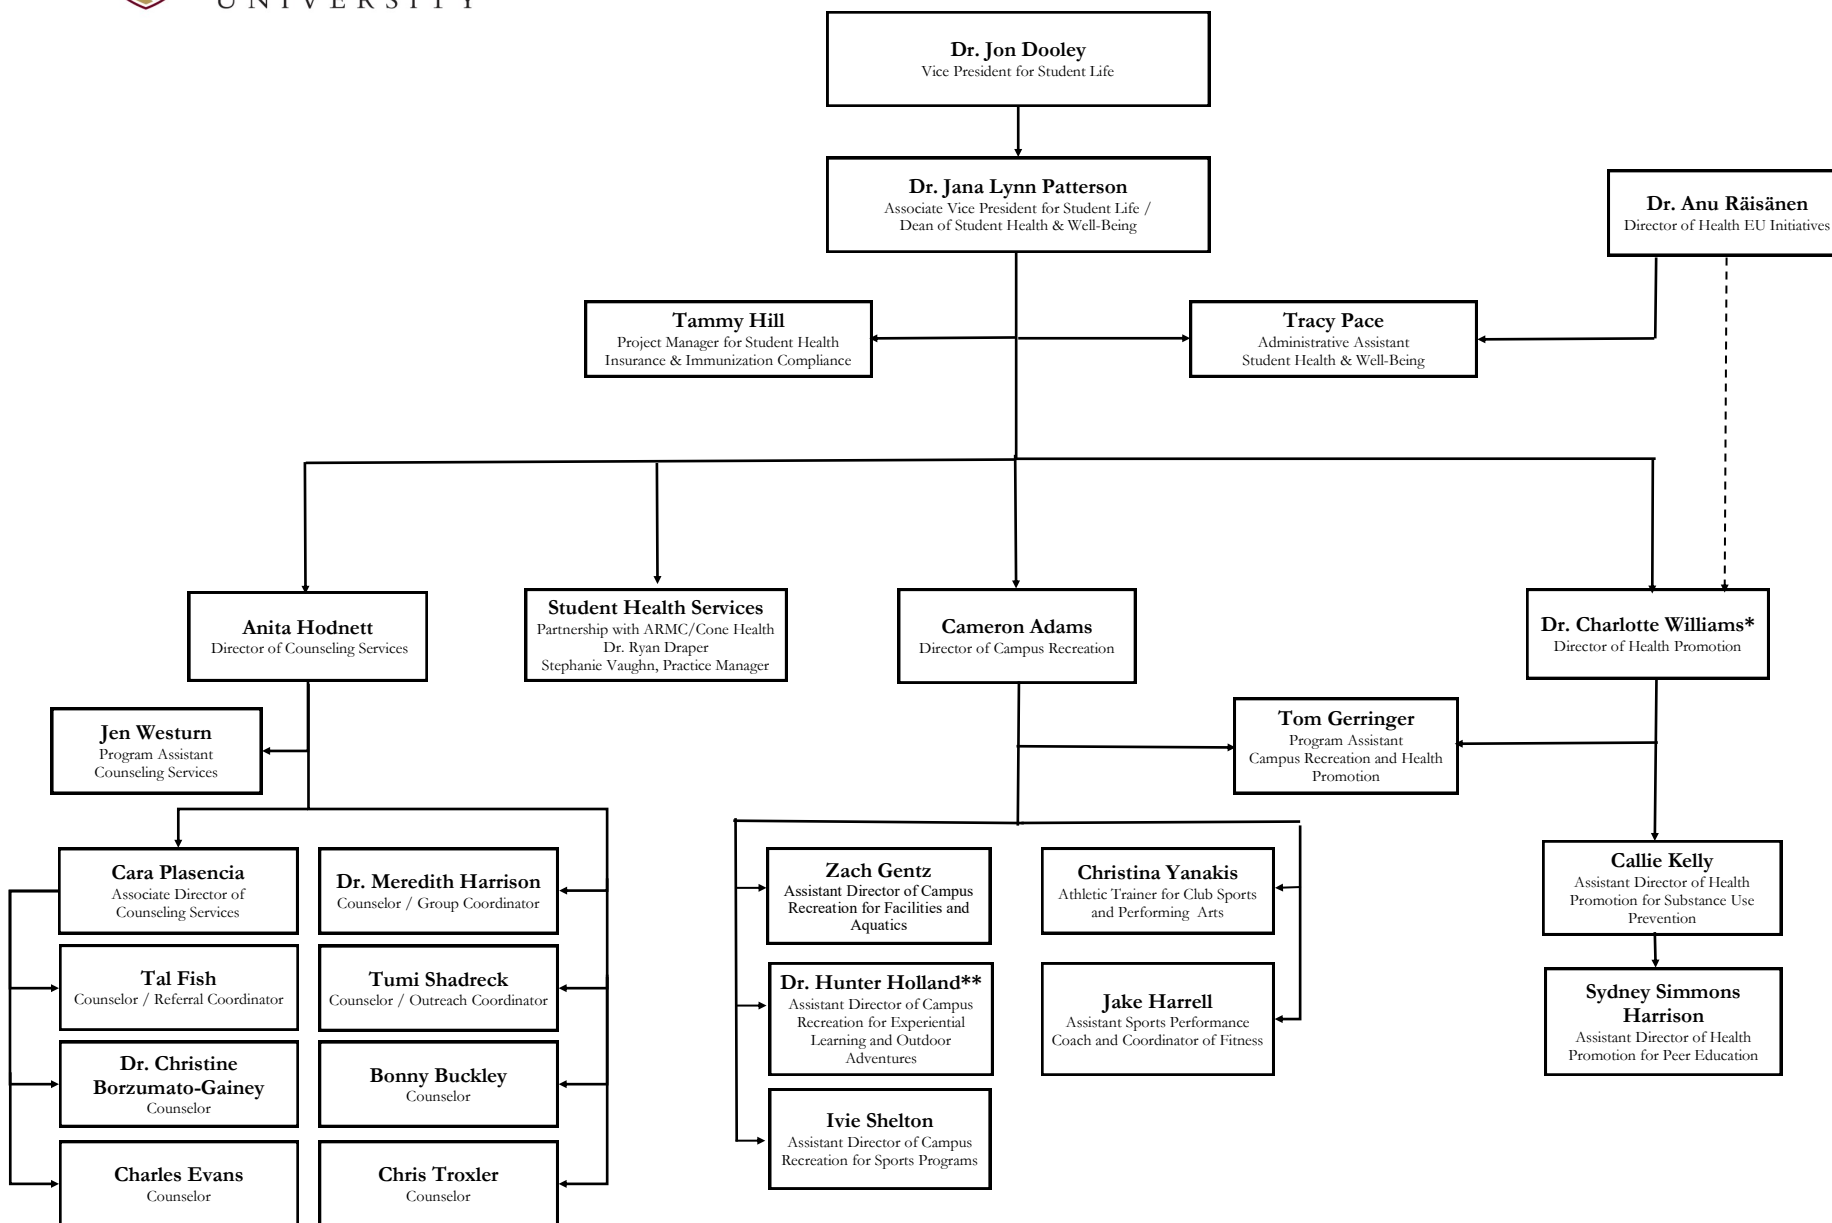 UNIVERSITY
Dr. Jon Dooley
Vice President for Student Life
Dr. Jana Lynn Patterson
Associate Vice President for Student Life /
Dean of Student Health & Well-Being
Dr. Anu Räisänen
Director of Health EU Initiatives
Tammy Hill
Project Manager for Student Health
Insurance & Immunization Compliance
Tracy Pace
Administrative Assistant
Student Health & Well-Being
Anita Hodnett
Director of Counseling Services
Student Health Services
Partnership with ARMC/Cone Health
Dr. Ryan Draper
Stephanie Vaughn, Practice Manager
Cameron Adams
Director of Campus Recreation
Dr. Charlotte Williams*
Director of Health Promotion
Jen Westurn
Program Assistant
Counseling Services
Tom Gerringer
Program Assistant
Campus Recreation and Health
Promotion
Cara Plasencia
Associate Director of
Counseling Services
Dr. Meredith Harrison
Counselor / Group Coordinator
Tal Fish
Counselor / Referral Coordinator
Tumi Shadreck
Counselor / Outreach Coordinator
Dr. Christine
Borzumato-Gainey
Counselor
Bonny Buckley
Counselor
Charles Evans
Counselor
Chris Troxler
Counselor
Zach Gentz
Assistant Director of Campus
Recreation for Facilities and
Aquatics
Christina Yanakis
Athletic Trainer for Club Sports
and Performing Arts
Dr. Hunter Holland**
Assistant Director of Campus
Recreation for Experiential
Learning and Outdoor
Adventures
Jake Harrell
Assistant Sports Performance
Coach and Coordinator of Fitness
Ivie Shelton
Assistant Director of Campus
Recreation for Sports Programs
Callie Kelly
Assistant Director of Health
Promotion for Substance Use
Prevention
Sydney Simmons
Harrison
Assistant Director of Health
Promotion for Peer Education